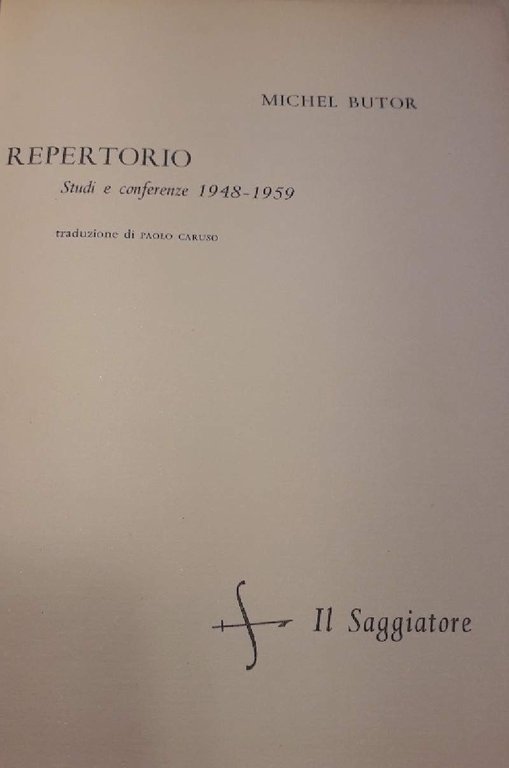 MICHEL BUTOR
REPERTORIO
Studi e conferenze 1948-1959
traduzione di PAOLO CARUSO
Il Saggiatore